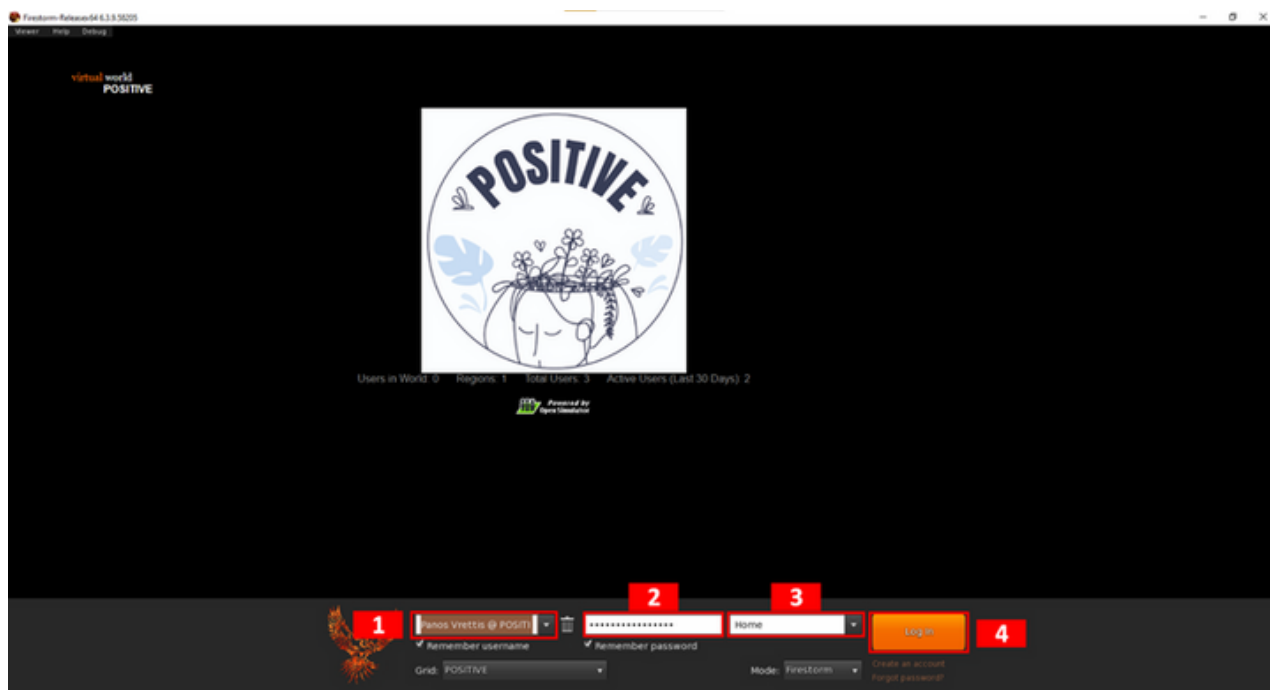 Firestorm-Releasex64 6.3.9.58205
Viewer Help Debug
virtual world
POSITIVE
POSITIVE
Users in World: 0 Regions: 1 Total Users: 3 Active Users (Last 30 Days): 2
Powered by
Open Simulator
1
2
3
4
Panos Vrettis @ POSITI
Home
Log in
Remember username
Remember password
Create an account
Grid: POSITIVE
Mode: Firestorm
Forgot password?